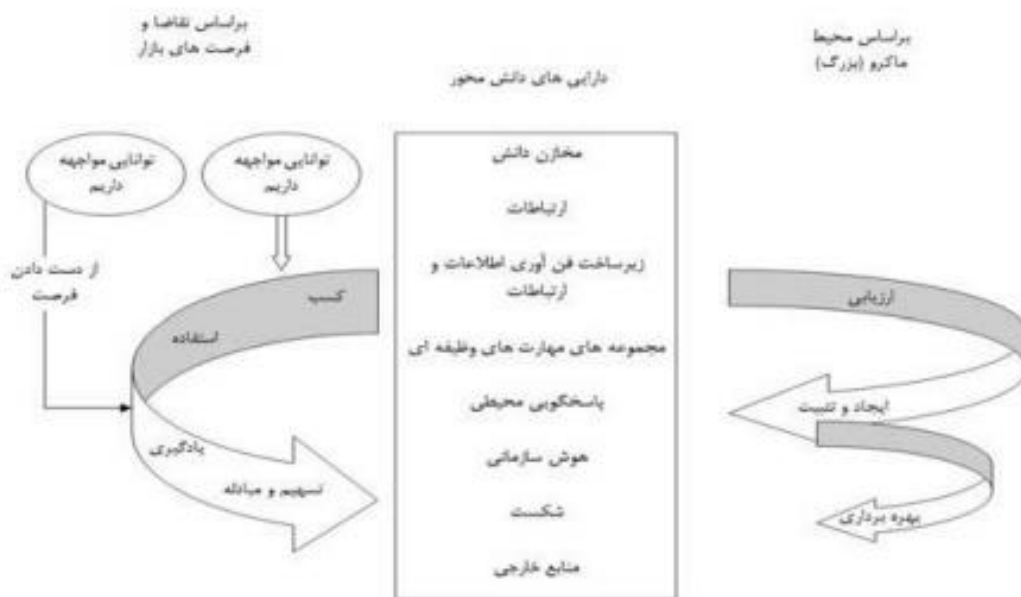 براساس محیط
ماکرو (بزرگ)
براساس تقاضا و
فرصت های بازار
دارایی های دانش محور
مخازن دانش
ارتباطات
زیرساخت فن آوری اطلاعات و
ارتباطات
مجموعه های مهارت های وظیفه ای
پاسخگویی محیطی
هوش سازمانی
شکست
منابع خارجی
ارزیابی
ایجاد و تثبیت
بهره برداری
توانایی مواجهه
داریم
توانایی مواجهه
داریم
از دست دادن
فرصت
کسب
استفاده
یادگیری
تسهیم و مبادله